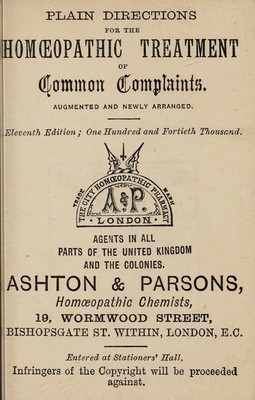 PLAIN DIRECTIONS
FOR THE
HOMŒOPATHIC TREATMENT
OF
Common Complaints.
AUGMENTED AND NEWLY ARRANGED.
Eleventh Edition; One Hundred and Fortieth Thousand.
TRADE MARK
THE CITY HOMŒOPATHIC PHARMACY
A&P.
LONDON
AGENTS IN ALL
PARTS OF THE UNITED KINGDOM
AND THE COLONIES.
ASHTON & PARSONS,
Homœopathic Chemists,
19, WORMWOOD STREET,
BISHOPSGATE ST. WITHIN, LONDON, E.C.
Entered at Stationers' Hall.
Infringers of the Copyright will be proceeded
against.